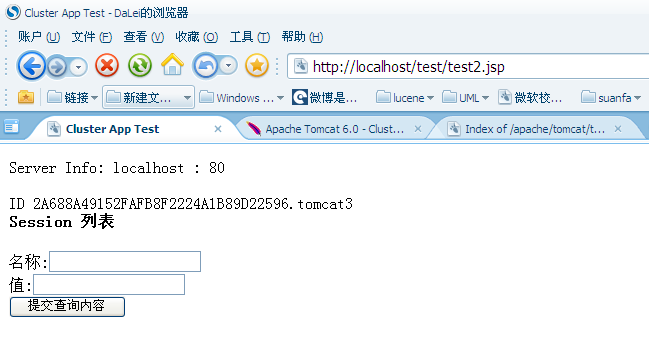 Cluster App Test - DaLei的浏览器
账户 (U) 文件 (F) 查看 (V) 收藏 (O) 工具 (T) 帮助 (H)
http://localhost/test/test2.jsp
链接 新建文... Windows ... 微博是... lucene UML 微软校... suanfa
Cluster App Test Apache Tomcat 6.0 - Clust... Index of /apache/tomcat/t...
Server Info: localhost : 80
ID 2A688A49152FAFB8F2224A1B89D22596.tomcat3
Session 列表
名称:
值:
提交查询内容